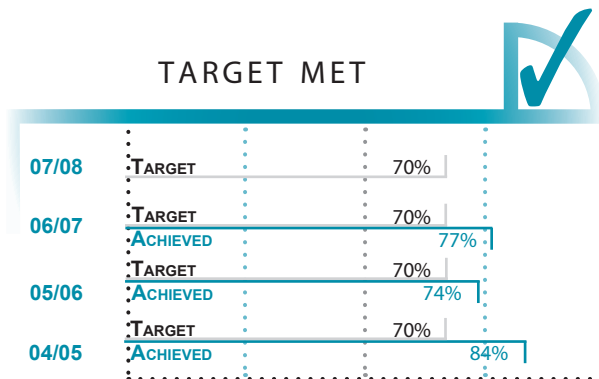 TARGET MET
07/08 TARGET 70%
06/07 TARGET 70%
ACHIEVED 77%
TARGET 70%
05/06 ACHIEVED 74%
TARGET 70%
04/05 ACHIEVED 84%